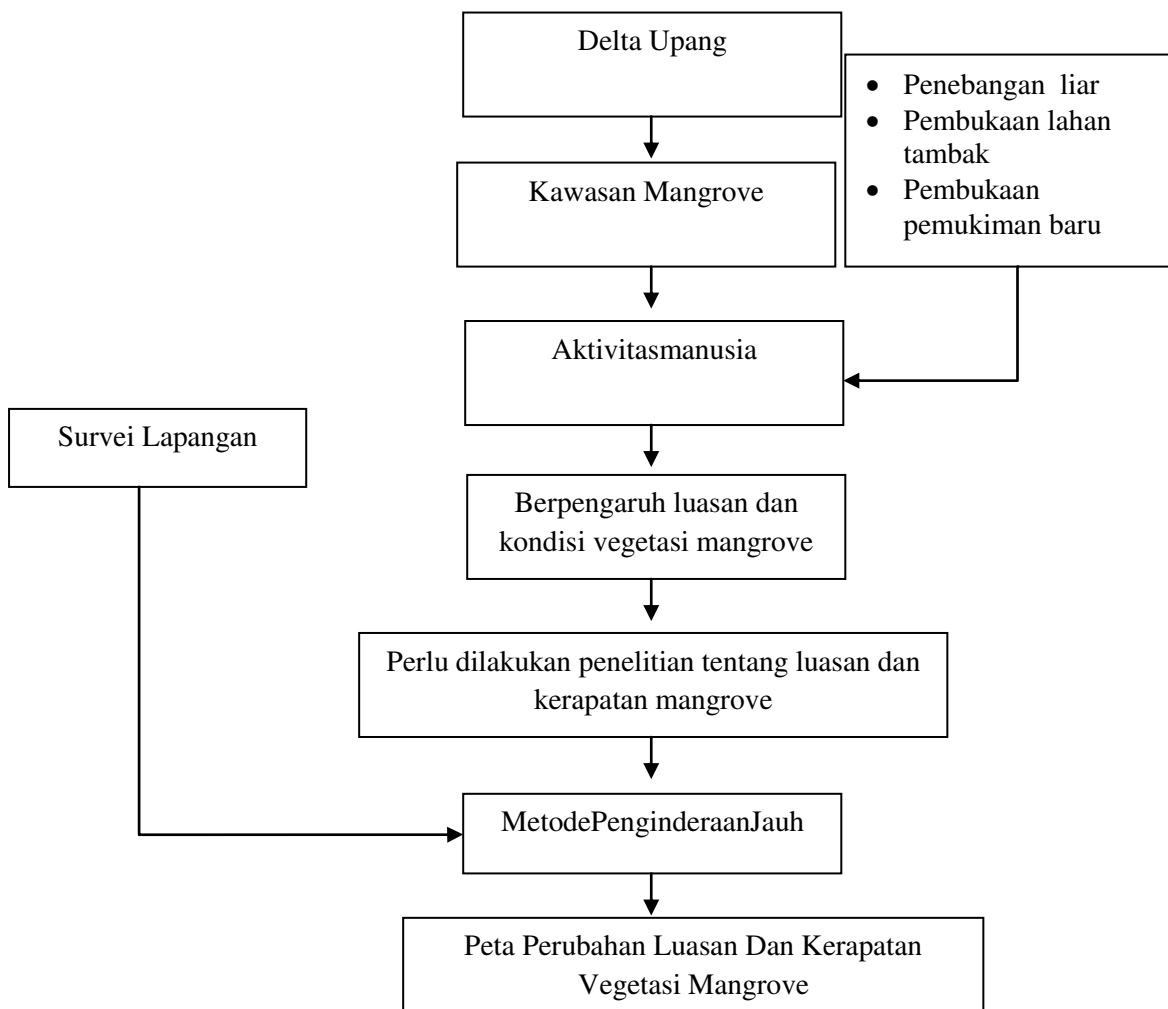 Delta Upang
• Penebangan liar
• Pembukaan lahan
tambak
• Pembukaan
pemukiman baru
Kawasan Mangrove
Aktivitasmanusia
Survei Lapangan
Berpengaruh luasan dan
kondisi vegetasi mangrove
Perlu dilakukan penelitian tentang luasan dan
kerapatan mangrove
MetodePenginderaanJauh
Peta Perubahan Luasan Dan Kerapatan
Vegetasi Mangrove